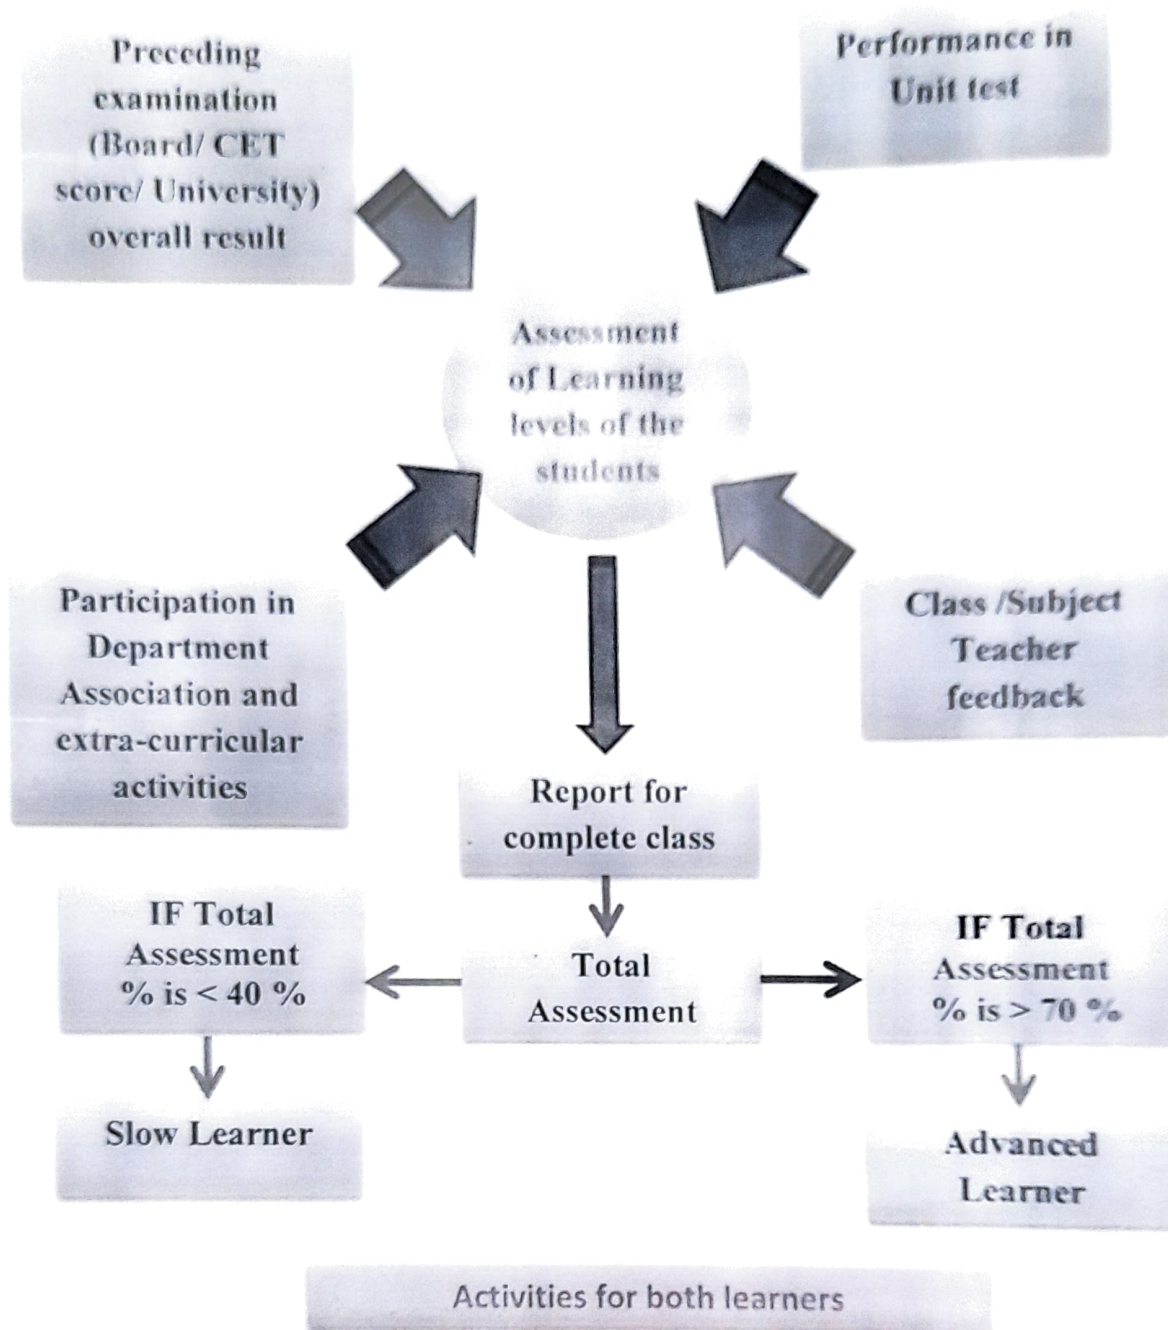 Preceding
examination
(Board/ CET
score/ University)
overall result
Performance in
Unit test
Assessment
of Learning
levels of the
students
Participation in
Department
Association and
extra-curricular
activities
Class /Subject
Teacher
feedback
Report for
complete class
IF Total
Assessment
% is < 40 %
Total
Assessment
IF Total
Assessment
% is > 70 %
Slow Learner
Advanced
Learner
Activities for both learners